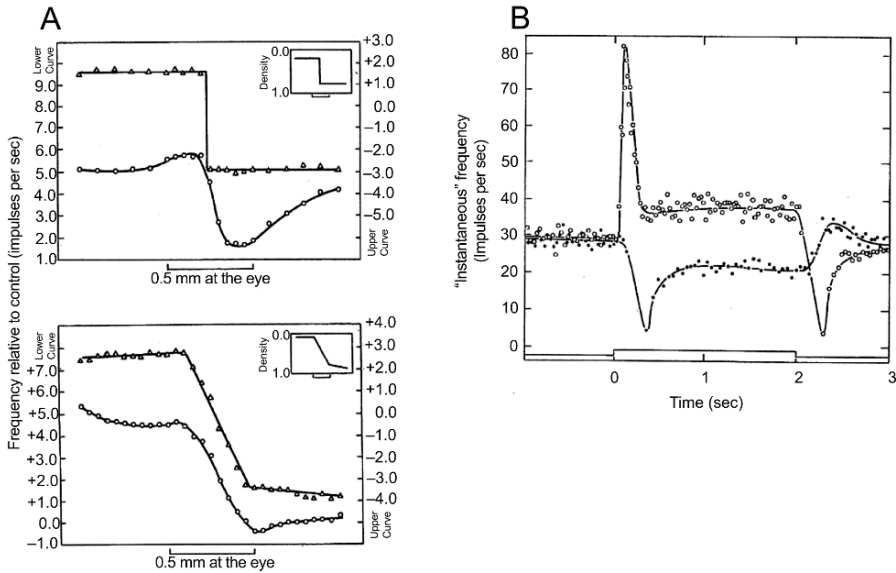 A
Frequency relative to control (impulses per sec)
Lower
Curve
9.0
8.0
7.0
6.0
5.0
4.0
3.0
2.0
1.0
+3.0
+2.0
+1.0
0.0
−1.0
−2.0
−3.0
−4.0
−5.0
Upper
Curve
0.0
Density
1.0
0.5 mm at the eye
Lower
Curve
+7.0
+6.0
+5.0
+4.0
+3.0
+2.0
+1.0
0.0
−1.0
+4.0
+3.0
+2.0
+1.0
0.0
−1.0
−2.0
−3.0
−4.0
Upper
Curve
0.0
Density
1.0
0.5 mm at the eye
B
"Instantaneous" frequency
(Impulses per sec)
80
70
60
50
40
30
20
10
0
0 1 2 3
Time (sec)